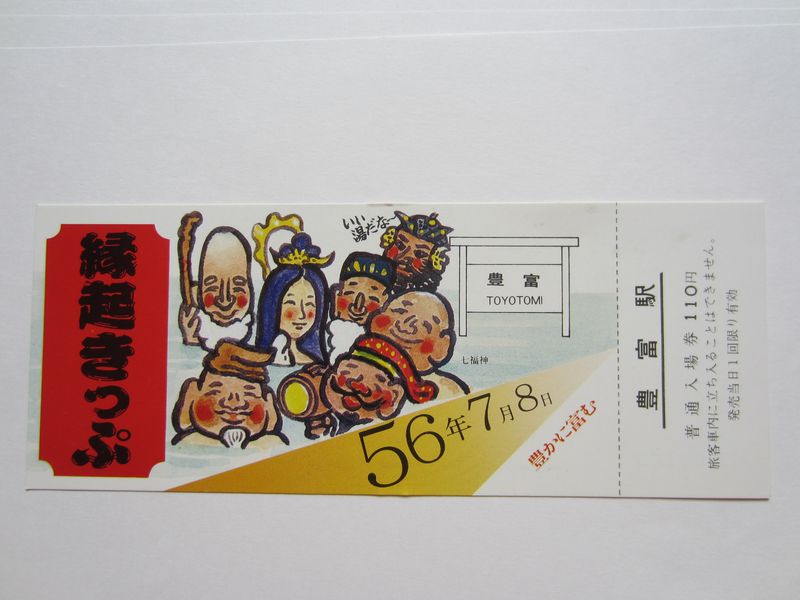 縁起きっぷ
いい
湯だな〜
豊富
TOYOTOMI
七福神
56年7月8日
豊かに富む
豊富駅
普通入場券 110円
旅客車内に立ち入ることはできません。
発売当日1回限り有効